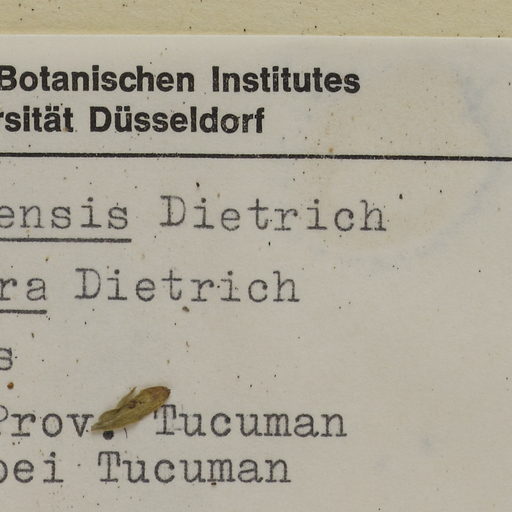 Botanischen Institutes
rsität Düsseldorf
ensis Dietrich
ra Dietrich
s
Prov. Tucuman
bei Tucuman